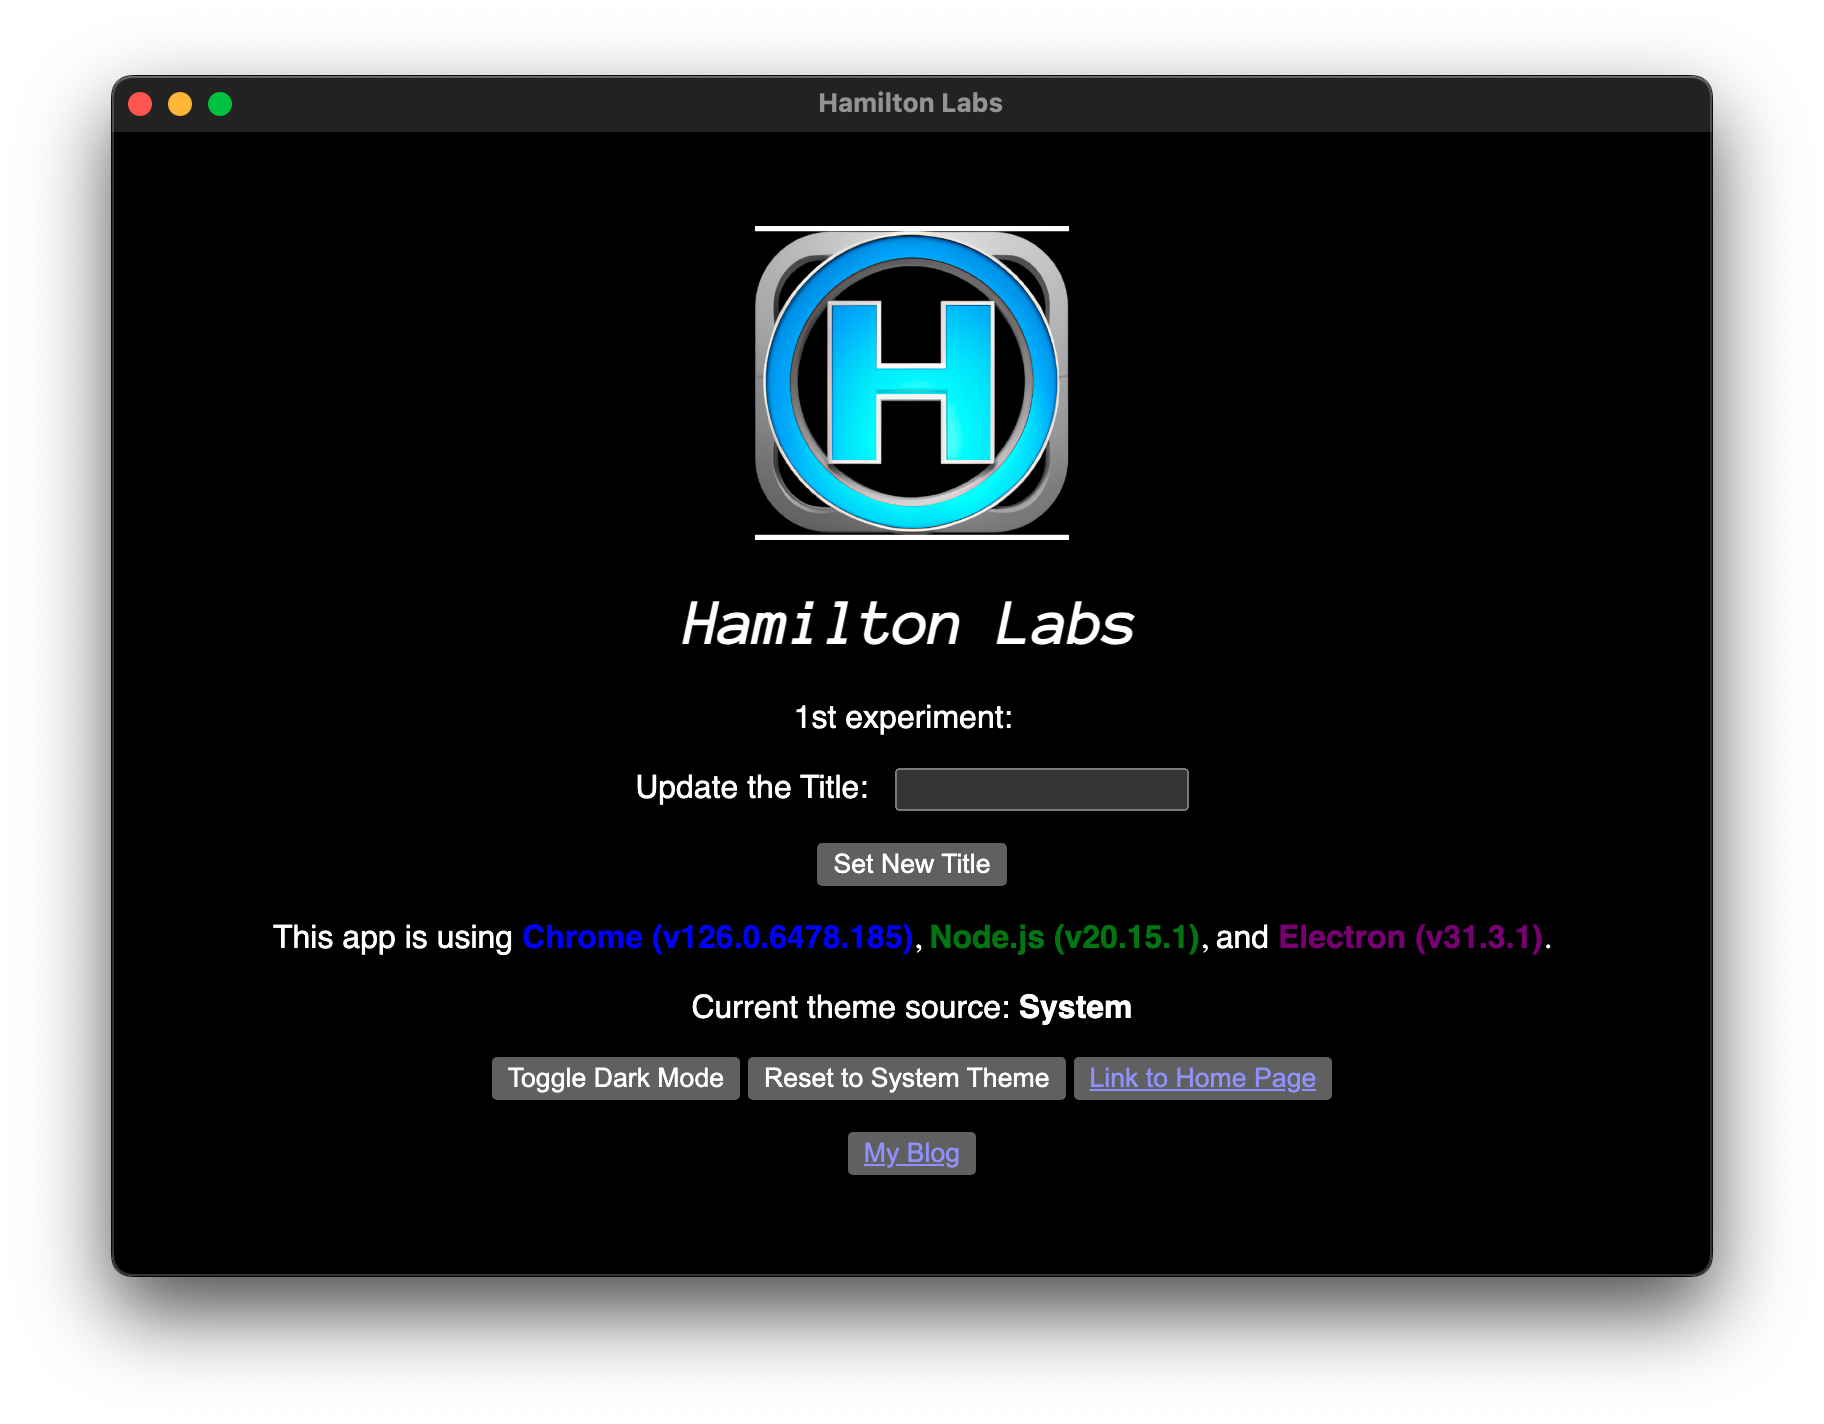 Hamilton Labs
H
Hamilton Labs
1st experiment:
Update the Title:
Set New Title
This app is using Chrome (v126.0.6478.185), Node.js (v20.15.1), and Electron (v31.3.1).
Current theme source: System
Toggle Dark Mode Reset to System Theme Link to Home Page
My Blog